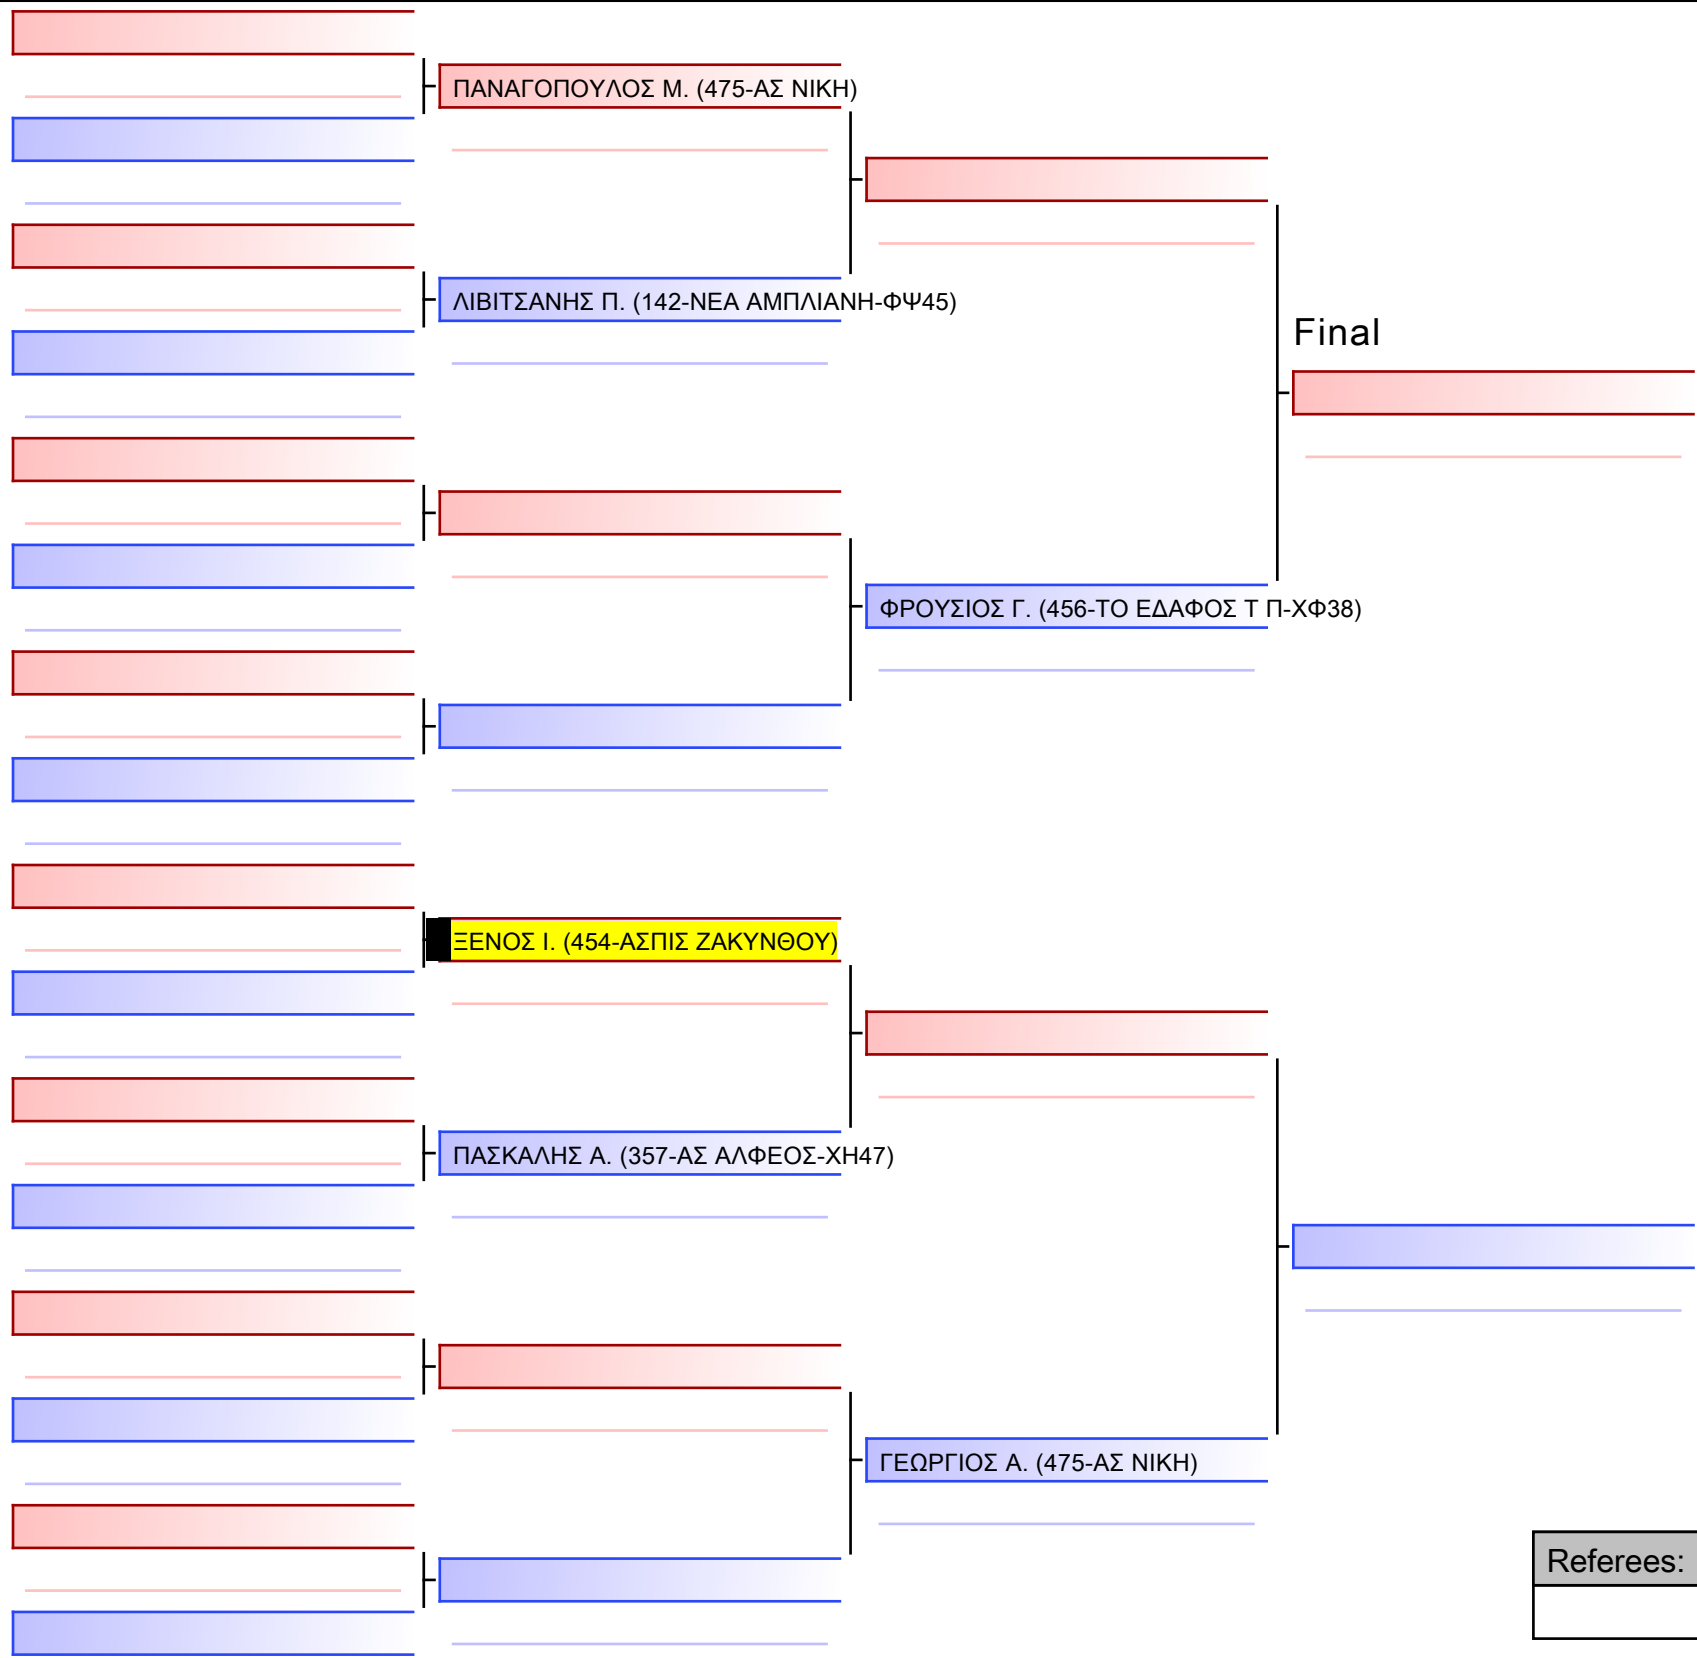 ΠΑΝΑΓΟΠΟΥΛΟΣ Μ. (475-ΑΣ ΝΙΚΗ)
ΛΙΒΙΤΣΑΝΗΣ Π. (142-ΝΕΑ ΑΜΠΛΙΑΝΗ-ΦΨ45)
Final
ΦΡΟΥΣΙΟΣ Γ. (456-ΤΟ ΕΔΑΦΟΣ Τ Π-ΧΦ38)
ΞΕΝΟΣ Ι. (454-ΑΣΠΙΣ ΖΑΚΥΝΘΟΥ)
ΠΑΣΚΑΛΗΣ Α. (357-ΑΣ ΑΛΦΕΟΣ-ΧΗ47)
ΓΕΩΡΓΙΟΣ Α. (475-ΑΣ ΝΙΚΗ)
Referees: